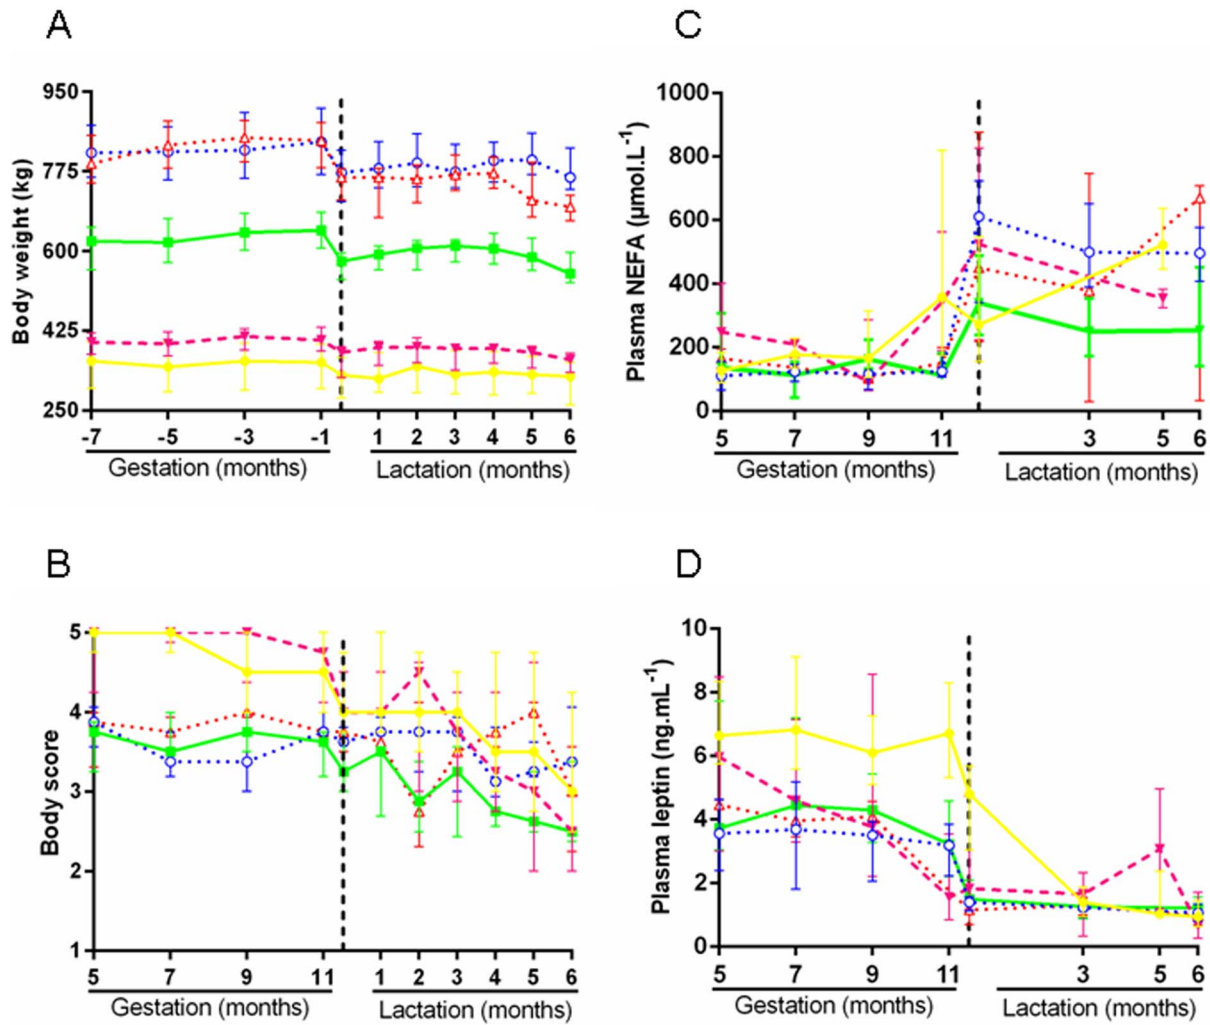 A
Body weight (kg)
950
775
600
425
250
-7 -5 -3 -1 1 2 3 4 5 6
Gestation (months) Lactation (months)
C
Plasma NEFA (µmol.L⁻¹)
1000
800
600
400
200
0
5 7 9 11 3 5 6
Gestation (months) Lactation (months)
B
Body score
5
4
3
2
1
5 7 9 11 1 2 3 4 5 6
Gestation (months) Lactation (months)
D
Plasma leptin (ng.mL⁻¹)
10
8
6
4
2
0
5 7 9 11 3 5 6
Gestation (months) Lactation (months)